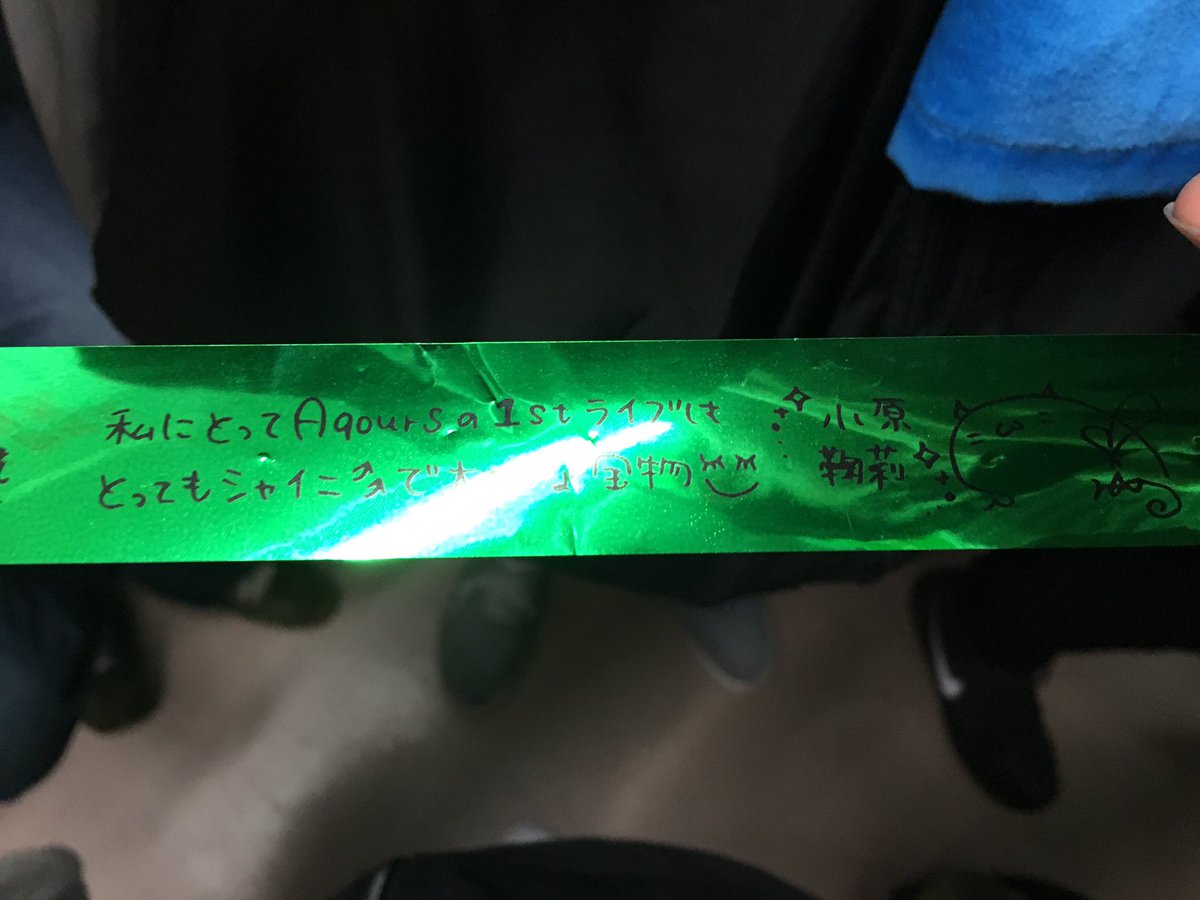 私にとってAqoursの1stライブは
とってもシャイニーで大 な宝物
小原
鞠莉